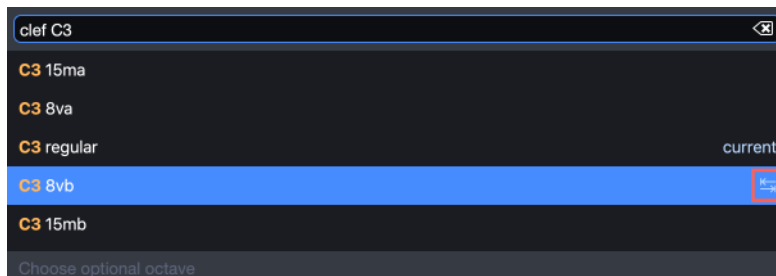 clef C3
C3 15ma
C3 8va
C3 regular current
C3 8vb
C3 15mb
Choose optional octave